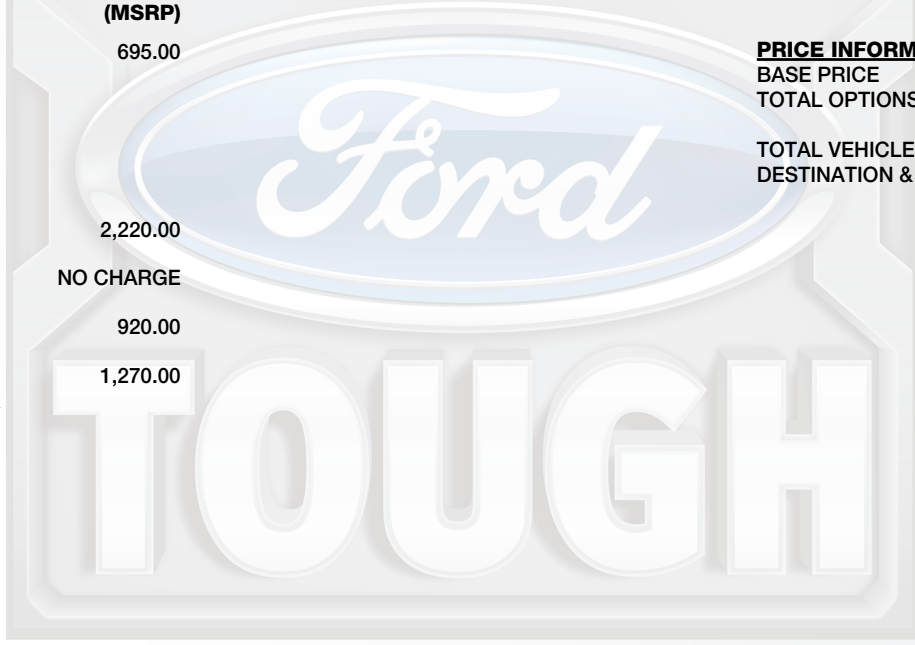 (MSRP)
695.00
2,220.00
NO CHARGE
920.00
1,270.00
PRICE INFORM
BASE PRICE
TOTAL OPTIONS
TOTAL VEHICLE
DESTINATION &
Ford
TOUGH